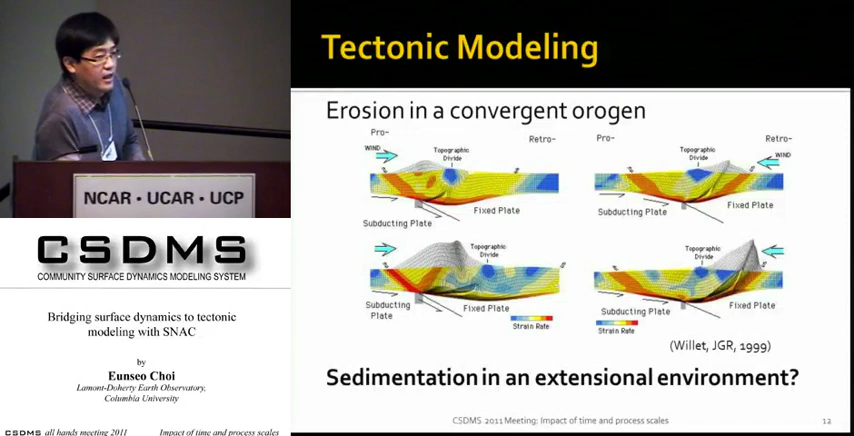 NCAR • UCAR • UCP
CSDMS
COMMUNITY SURFACE DYNAMICS MODELING SYSTEM
Bridging surface dynamics to tectonic
modeling with SNAC
by
Eunseo Choi
Lamont-Doherty Earth Observatory,
Columbia University
CSDMS all hands meeting 2011
Impact of time and process scales
Tectonic Modeling
Erosion in a convergent orogen
Pro-
Retro-
WIND
Topographic
Divide
Subducting Plate
Fixed Plate
Pro-
Retro-
WIND
Topographic
Divide
Subducting Plate
Fixed Plate
Topographic
Divide
Subducting
Plate
Fixed Plate
Strain Rate
Topographic
Divide
Subducting Plate
Fixed Plate
Strain Rate
(Willet, JGR, 1999)
Sedimentation in an extensional environment?
CSDMS 2011 Meeting: Impact of time and process scales
12